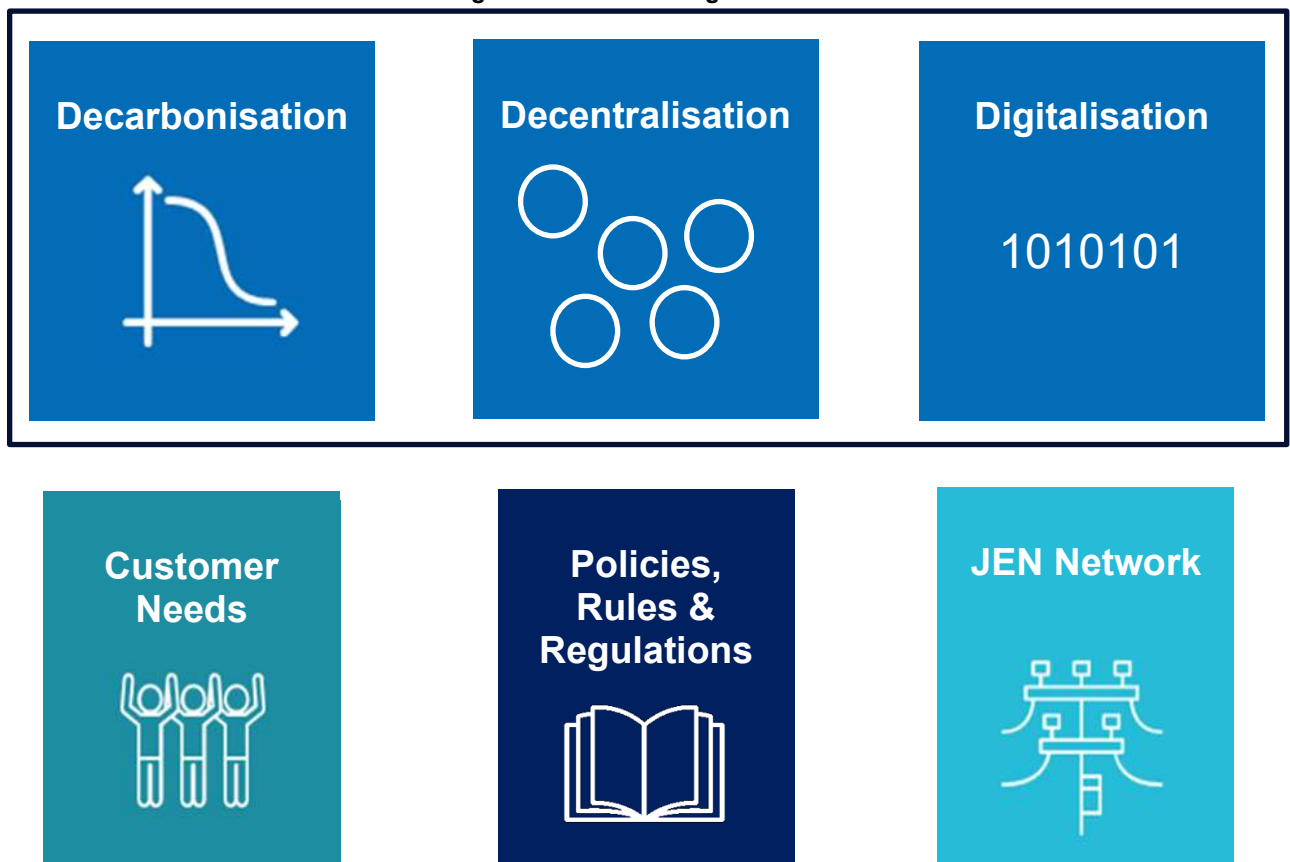 Decarbonisation
Decentralisation
Digitalisation
1010101
Customer
Needs
Policies,
Rules &
Regulations
JEN Network